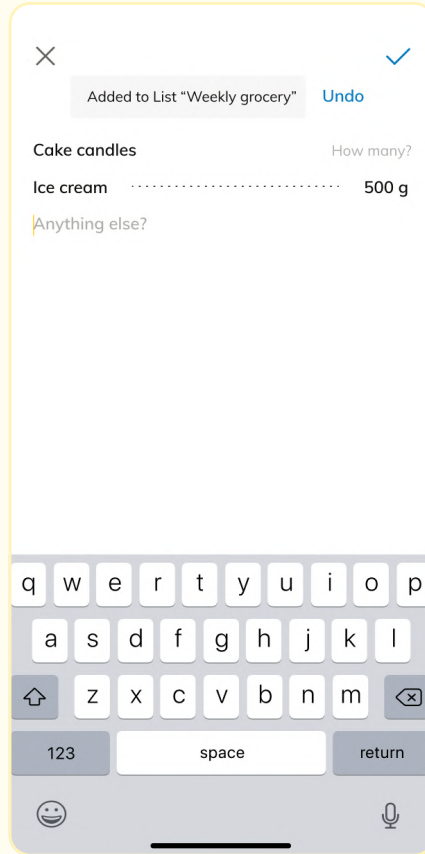 Added to List “Weekly grocery” Undo
Cake candles How many?
Ice cream ................................... 500 g
Anything else?
q w e r t y u i o p
a s d f g h j k l
z x c v b n m
123 space return